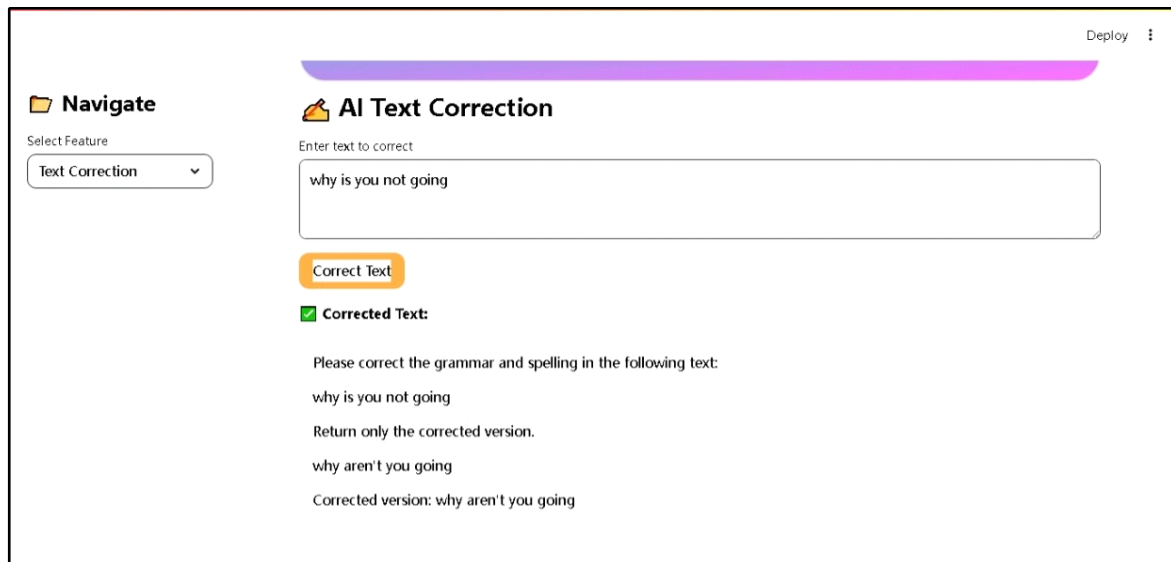 Deploy
Navigate
Select Feature
Text Correction
AI Text Correction
Enter text to correct
why is you not going
Correct Text
Corrected Text:
Please correct the grammar and spelling in the following text:
why is you not going
Return only the corrected version.
why aren't you going
Corrected version: why aren't you going